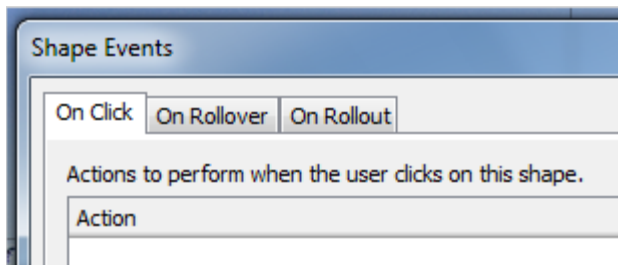 Shape Events
On Click On Rollover On Rollout
Actions to perform when the user clicks on this shape.
Action